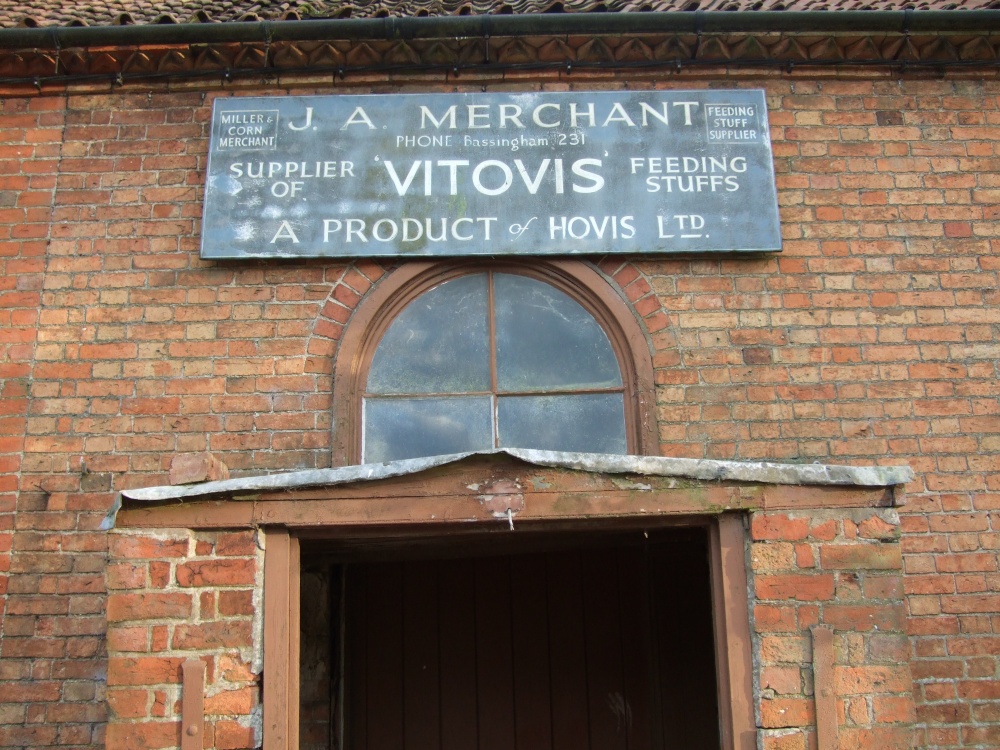 MILLER &
CORN
MERCHANT
J. A. MERCHANT
FEEDING
STUFF
SUPPLIER
PHONE Bassingham 231
SUPPLIER
OF
'VITOVIS'
FEEDING
STUFFS
A PRODUCT of HOVIS LTD.